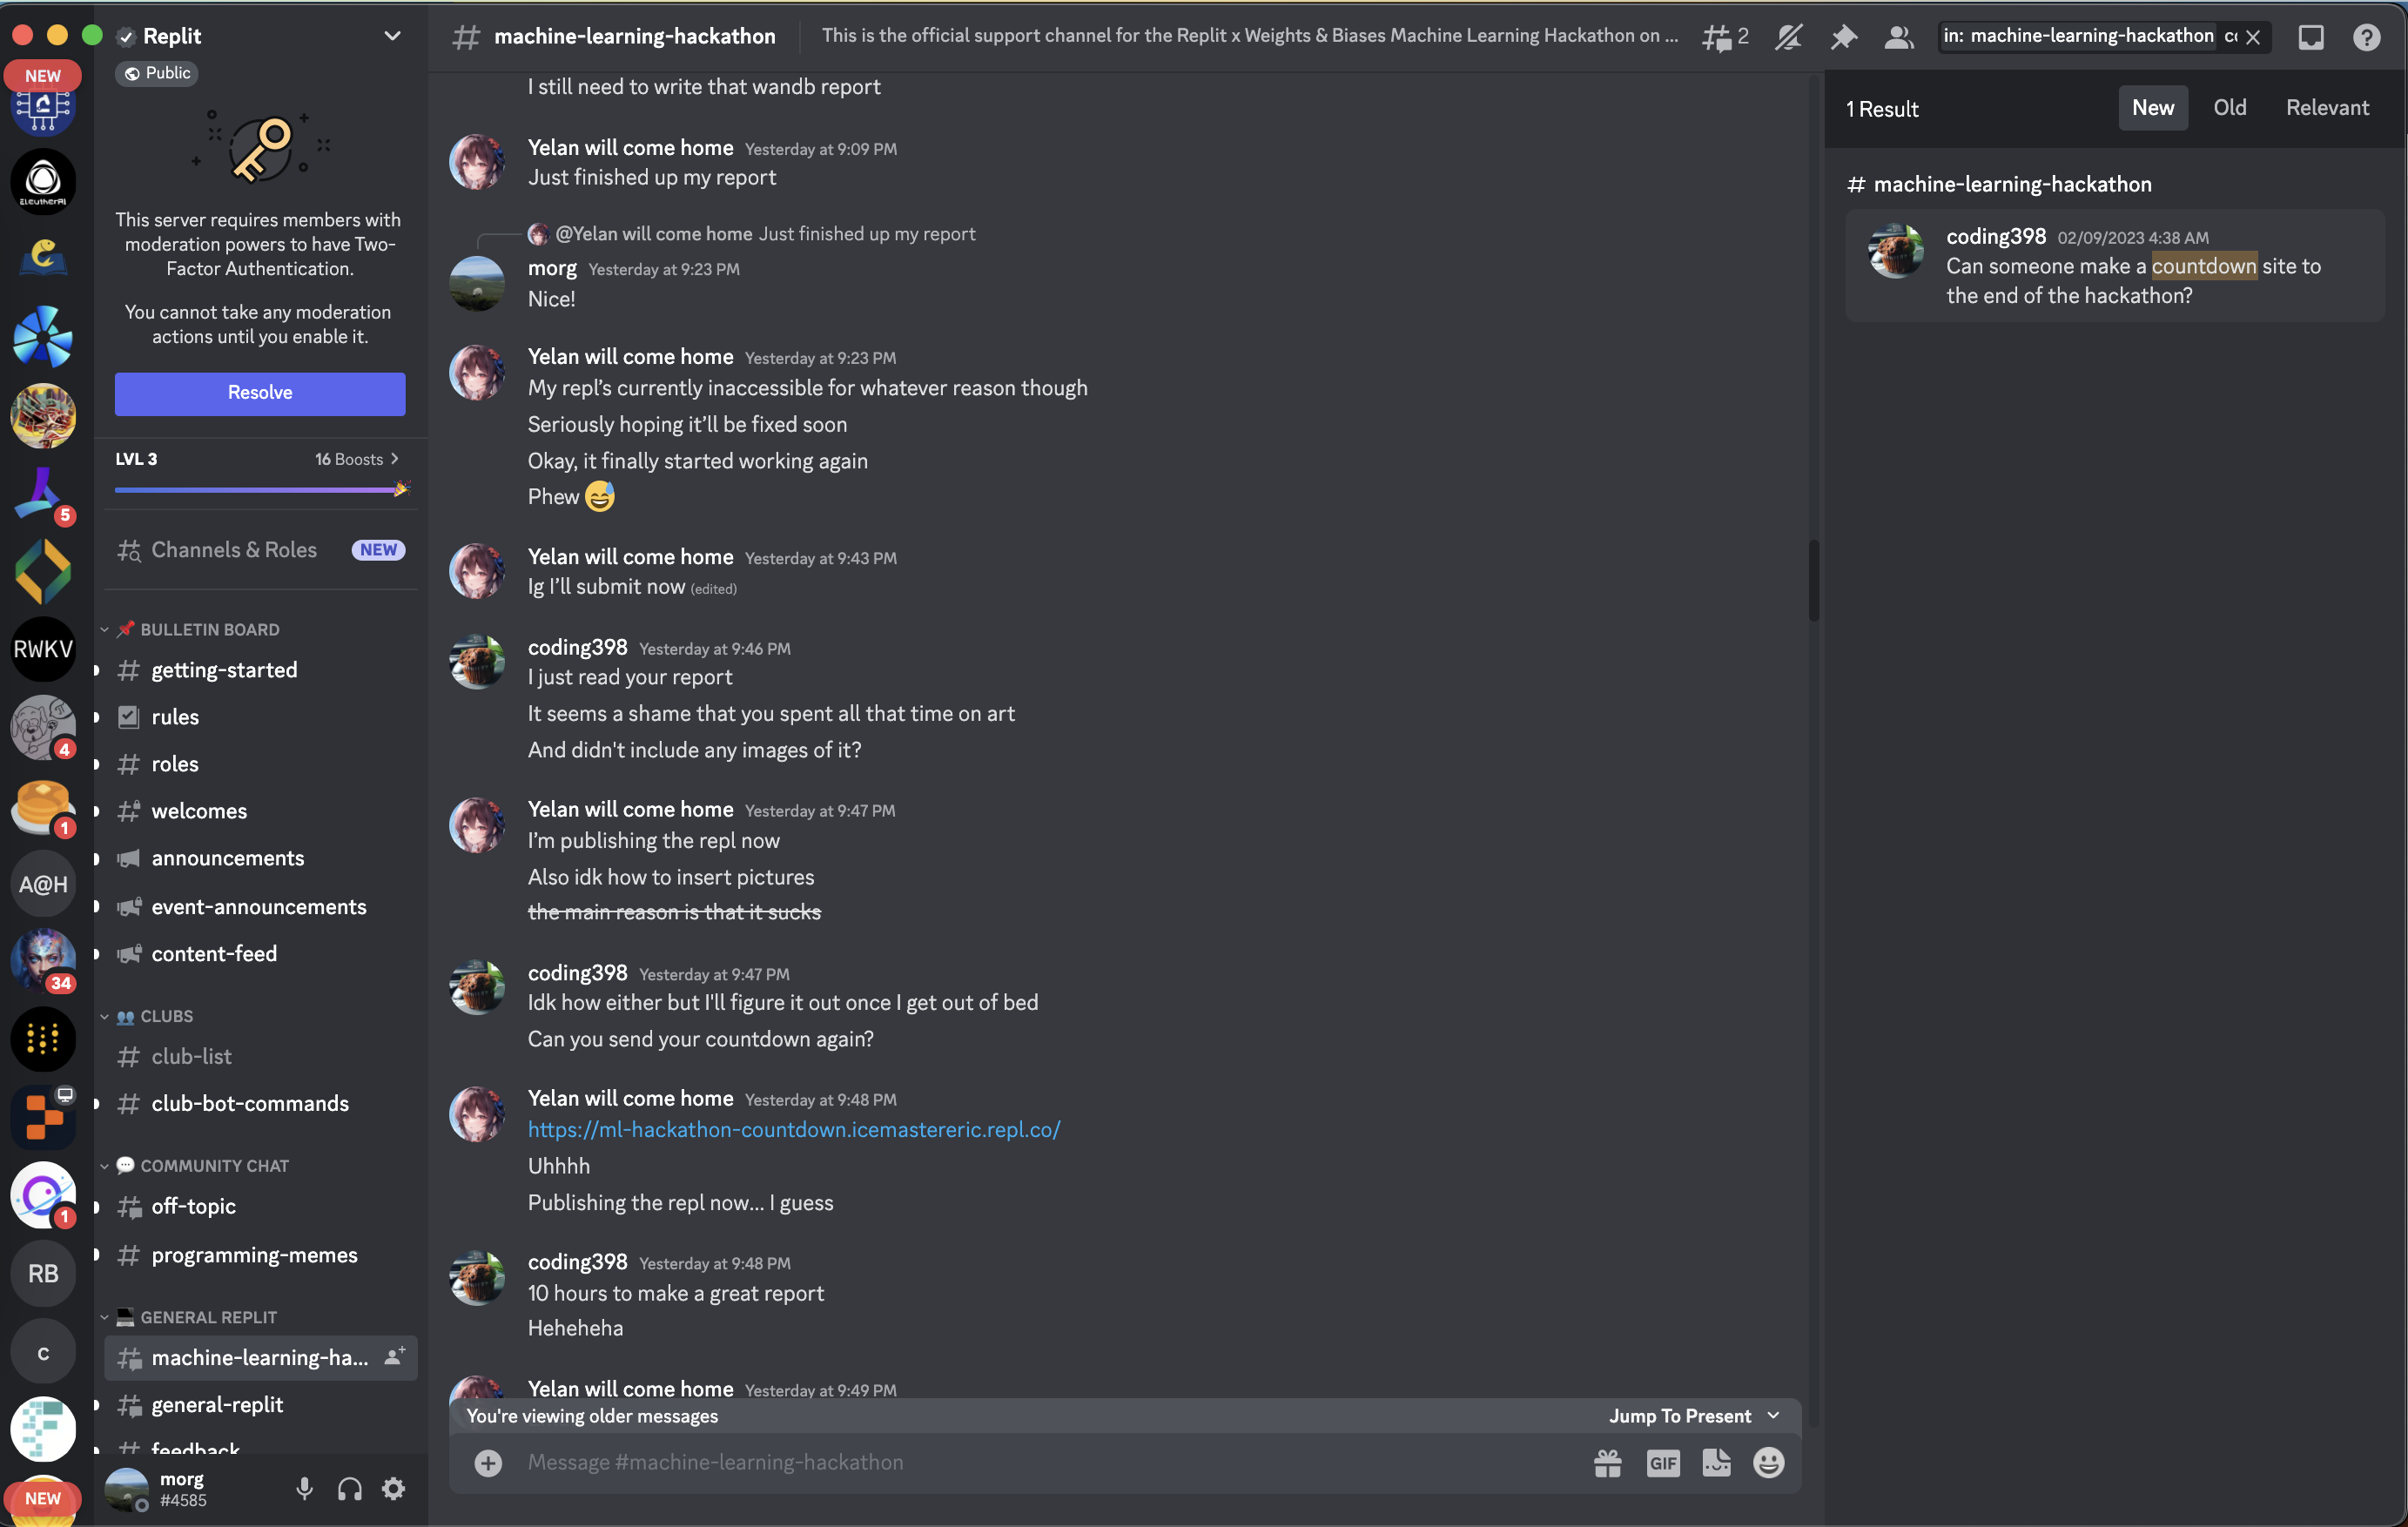 Replit
Public
NEW
EleutherAI
5
RWKV
4
1
A@H
34
1
RB
c
NEW
This server requires members with
moderation powers to have Two-
Factor Authentication.
You cannot take any moderation
actions until you enable it.
Resolve
LVL 3
16 Boosts
Channels & Roles
NEW
BULLETIN BOARD
getting-started
rules
roles
welcomes
announcements
event-announcements
content-feed
CLUBS
club-list
club-bot-commands
COMMUNITY CHAT
off-topic
programming-memes
GENERAL REPLIT
machine-learning-ha...
general-replit
feedback
morg
#4585
machine-learning-hackathon
This is the official support channel for the Replit x Weights & Biases Machine Learning Hackathon on ...
2
in: machine-learning-hackathon
I still need to write that wandb report
Yelan will come home Yesterday at 9:09 PM
Just finished up my report
@Yelan will come home Just finished up my report
morg Yesterday at 9:23 PM
Nice!
Yelan will come home Yesterday at 9:23 PM
My repl’s currently inaccessible for whatever reason though
Seriously hoping it’ll be fixed soon
Okay, it finally started working again
Phew 😅
Yelan will come home Yesterday at 9:43 PM
Ig I’ll submit now (edited)
coding398 Yesterday at 9:46 PM
I just read your report
It seems a shame that you spent all that time on art
And didn't include any images of it?
Yelan will come home Yesterday at 9:47 PM
I’m publishing the repl now
Also idk how to insert pictures
the main reason is that it sucks
coding398 Yesterday at 9:47 PM
Idk how either but I'll figure it out once I get out of bed
Can you send your countdown again?
Yelan will come home Yesterday at 9:48 PM
https://ml-hackathon-countdown.icemastereric.repl.co/
Uhhhh
Publishing the repl now... I guess
coding398 Yesterday at 9:48 PM
10 hours to make a great report
Heheheha
Yelan will come home Yesterday at 9:49 PM
You're viewing older messages
Jump To Present
Message #machine-learning-hackathon
GIF
1 Result
New
Old
Relevant
# machine-learning-hackathon
coding398 02/09/2023 4:38 AM
Can someone make a countdown site to
the end of the hackathon?